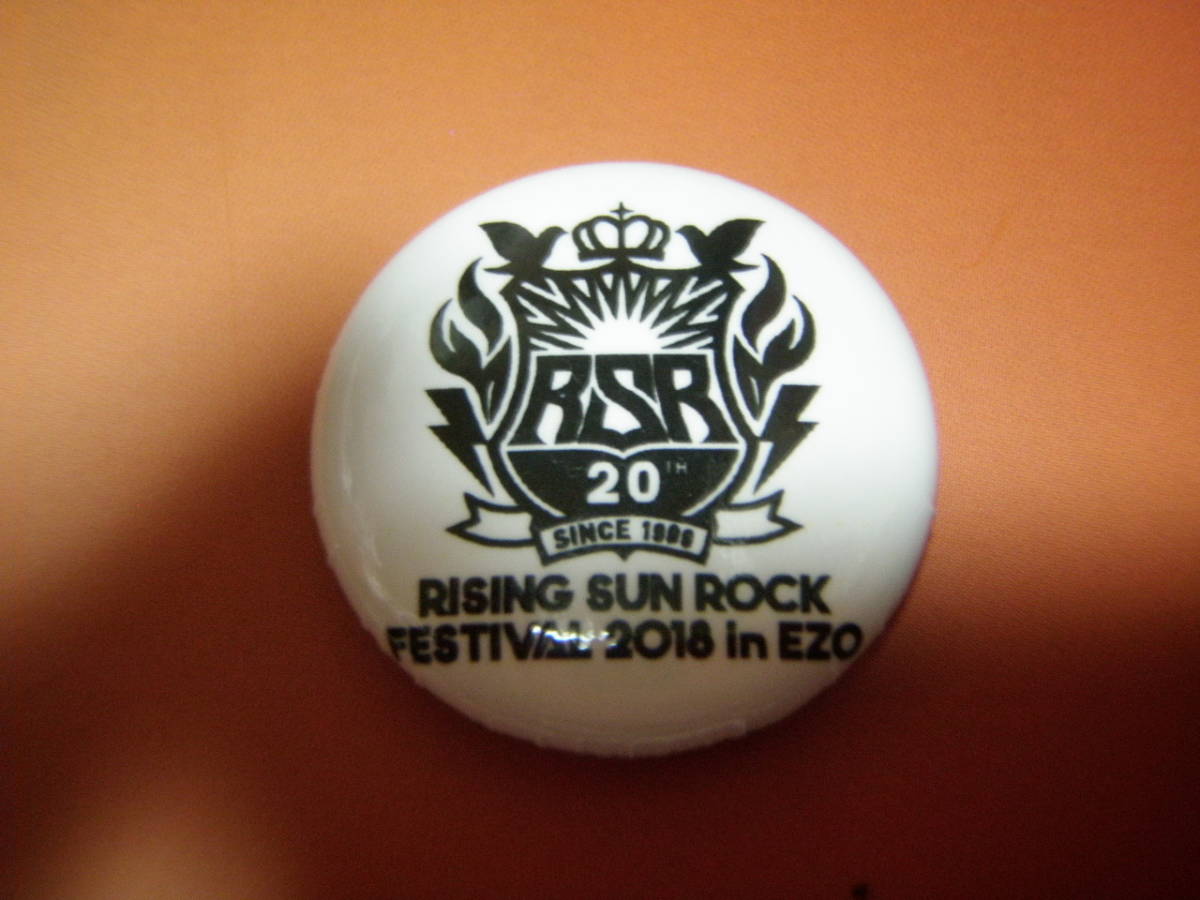 RSR
20TH
SINCE 1999
RISING SUN ROCK
FESTIVAL 2018 in EZO